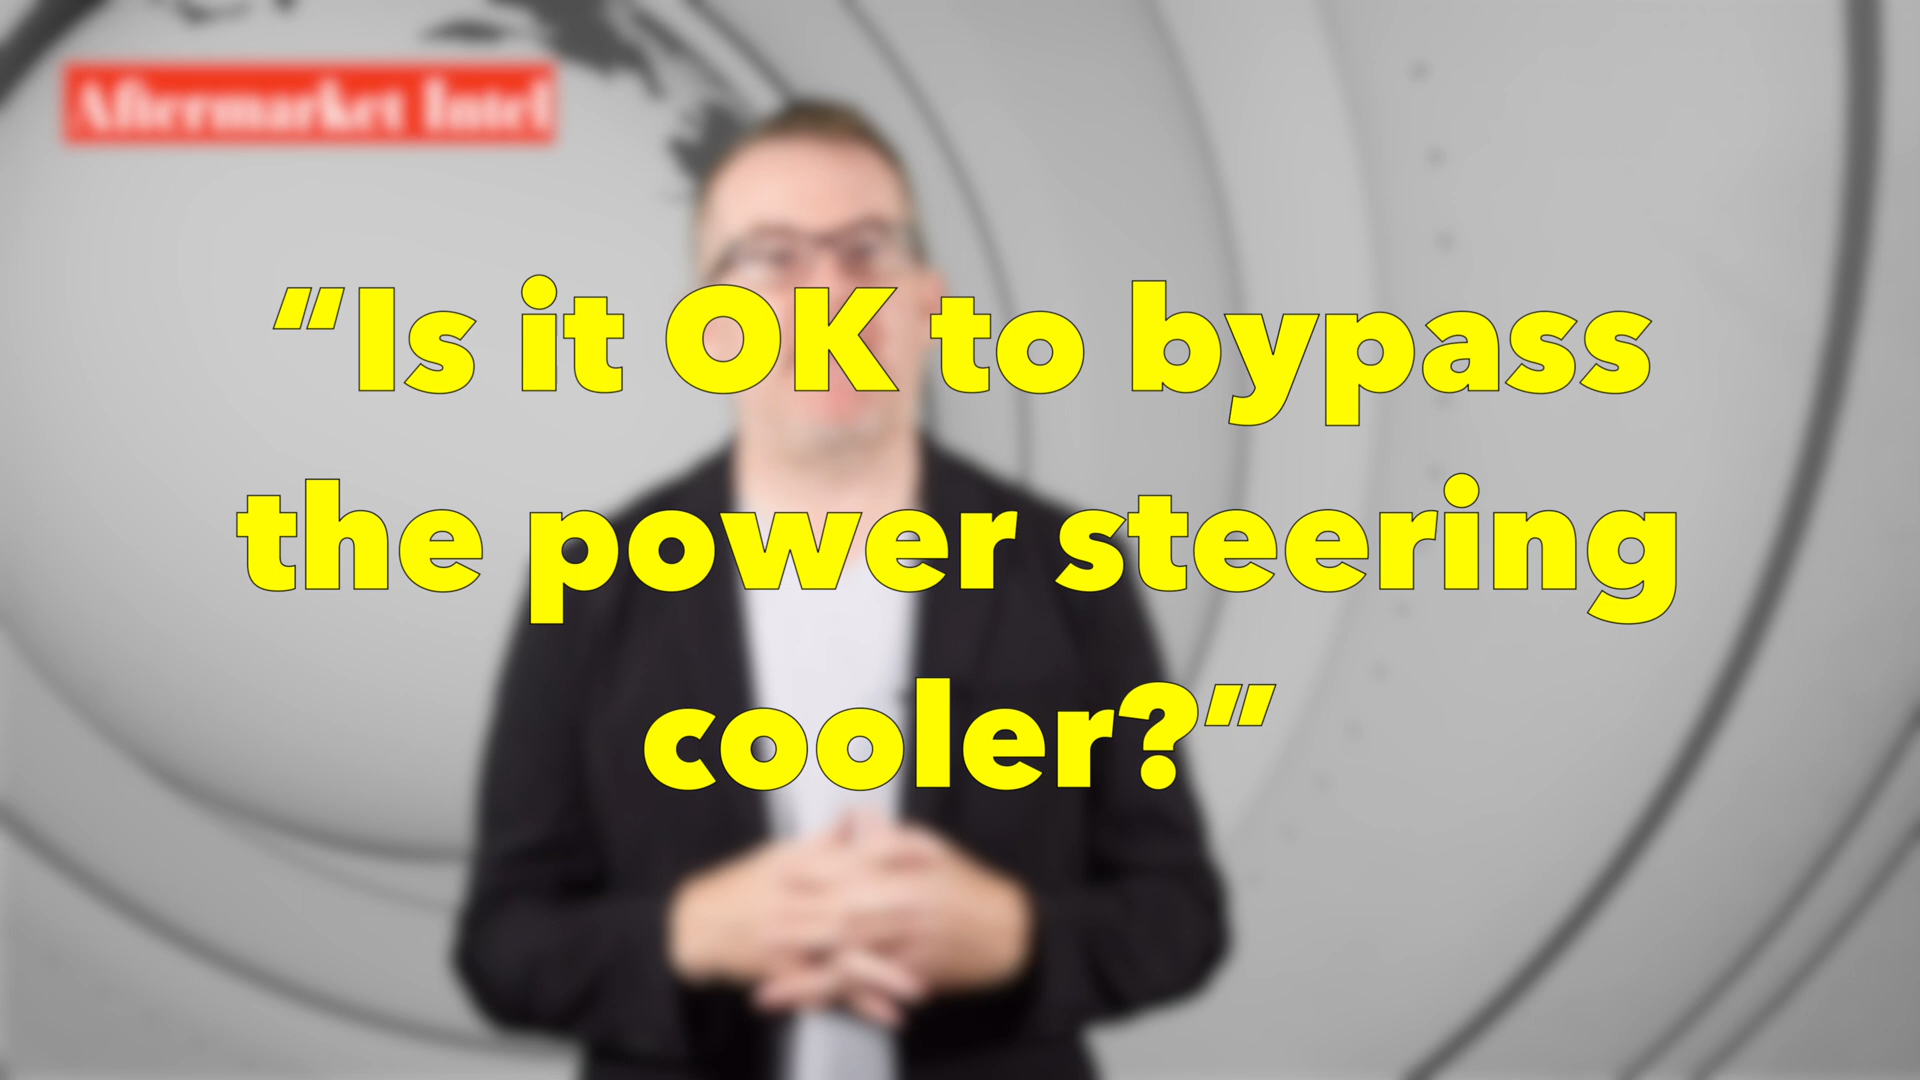 Aftermarket Intel
“Is it OK to bypass
the power steering
cooler?”